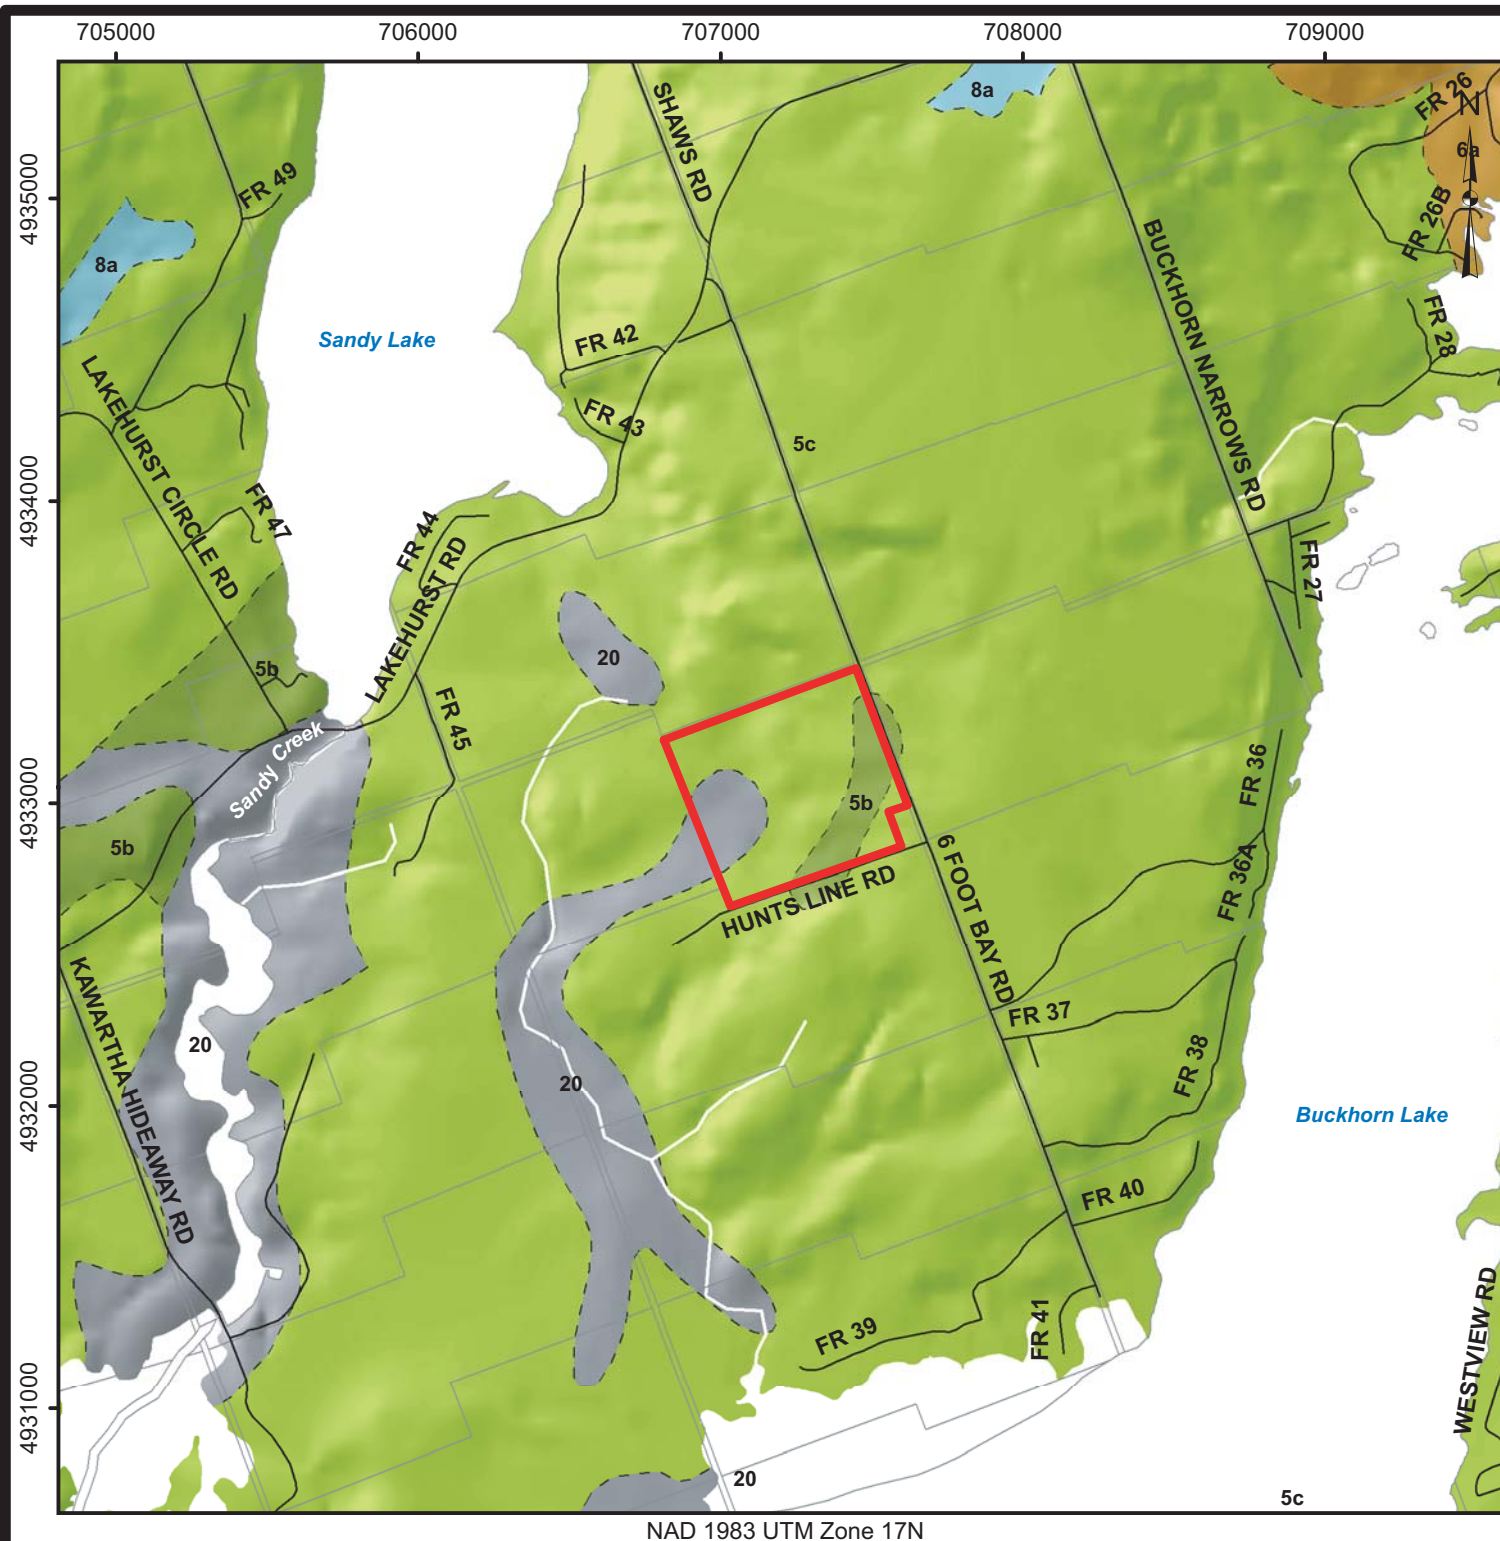 705000 706000 707000 708000 709000
4935000
4934000
4933000
4932000
4931000
8a
FR 26
N
6a
FR 26B
SHAWS RD
FR 49
8a
BUCKHORN NARROWS RD
Sandy Lake
FR 42
FR 28
LAKEHURST CIRCLE RD
FR 43
5c
FR 47
FR 44
LAKEHURST RD
FR 27
20
5b
FR 45
Sandy Creek
FR 36
5b
5b
6 FOOT BAY RD
FR 36A
HUNTS LINE RD
KAWARTHA HIDEAWAY RD
FR 37
20
FR 38
20
Buckhorn Lake
FR 40
FR 39
FR 41
WESTVIEW RD
20
5c
NAD 1983 UTM Zone 17N